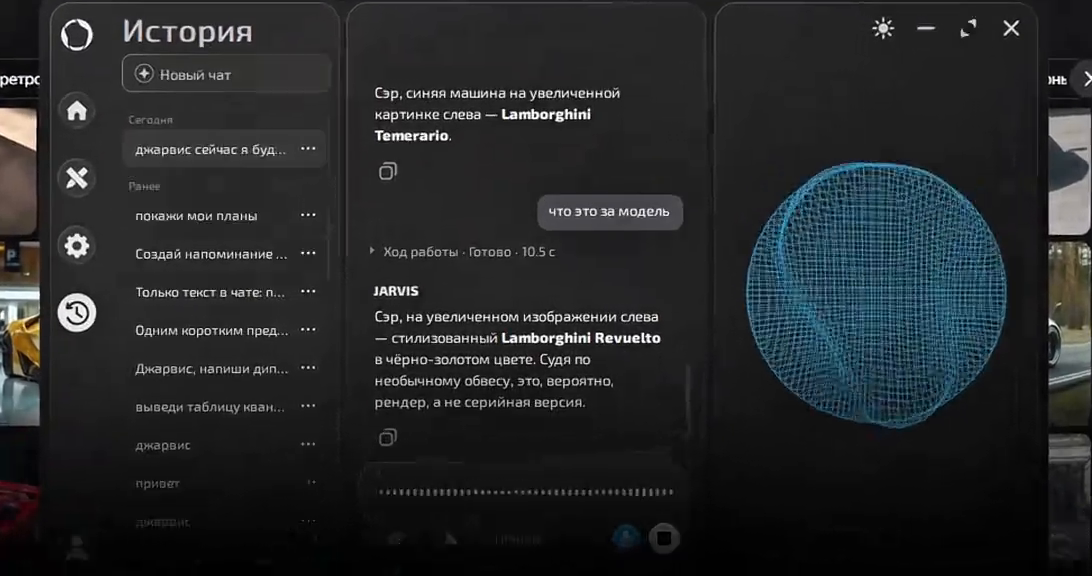 История
Новый чат
Сегодня
джарвис сейчас я буд...
Ранее
покажи мои планы
Создай напоминание ...
Только текст в чате: п...
Одним коротким пред...
Джарвис, напиши дип...
выведи таблицу кван...
джарвис
привет
джарвис
ретро
Сэр, синяя машина на увеличенной
картинке слева — Lamborghini
Temerario.
что это за модель
Ход работы · Готово · 10.5 с
JARVIS
Сэр, на увеличенном изображении слева
— стилизованный Lamborghini Revuelto
в чёрно-золотом цвете. Судя по
необычному обвесу, это, вероятно,
рендер, а не серийная версия.
P